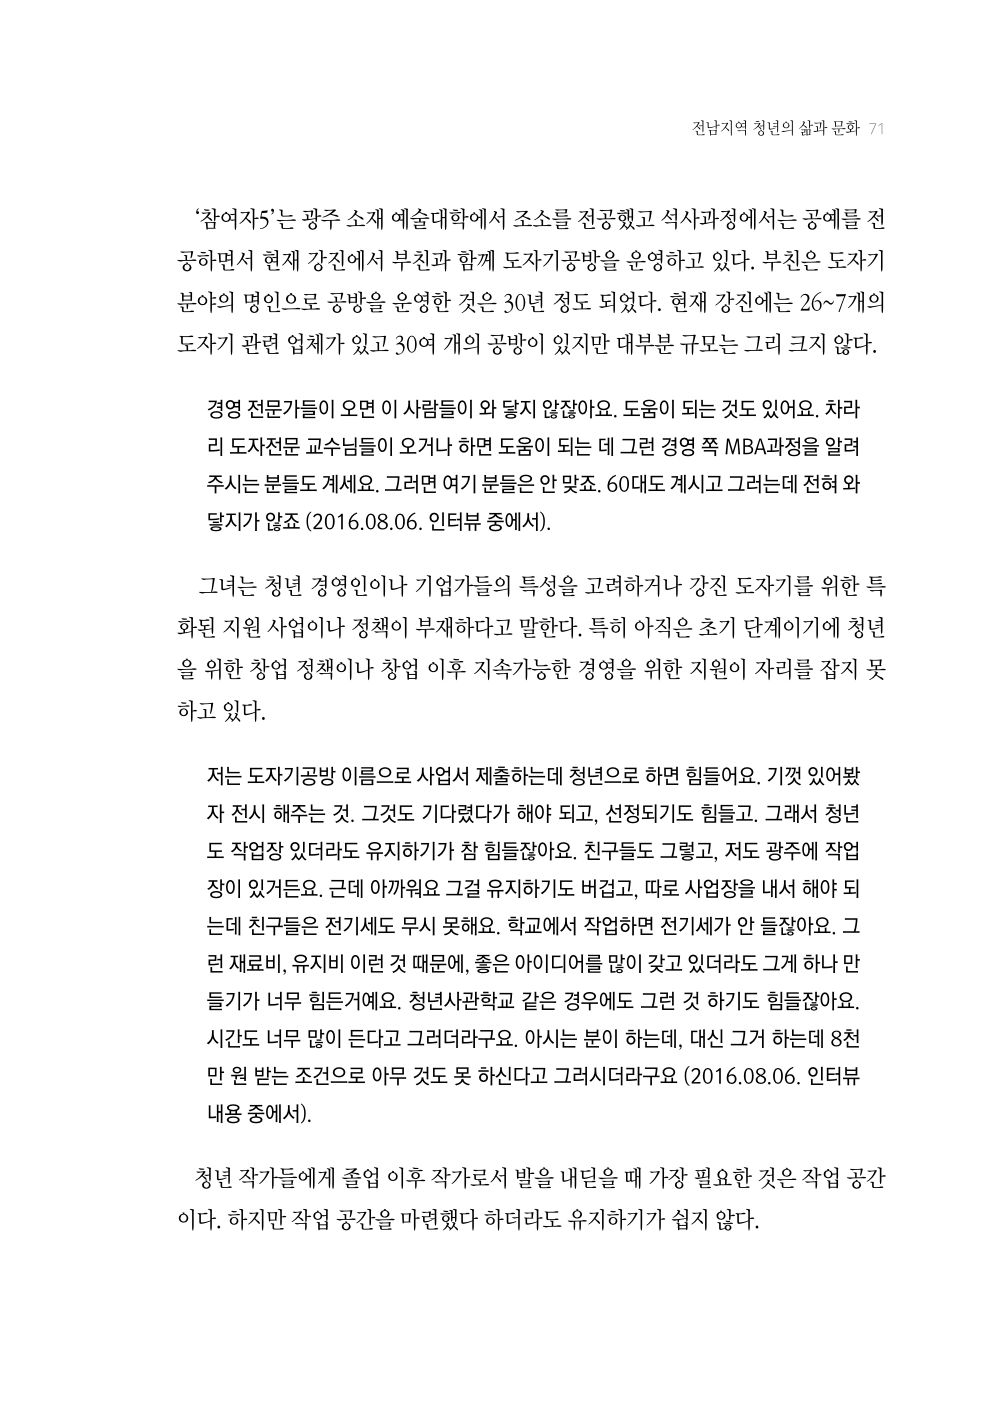 전남지역 청년의 삶과 문화 71
‘참여자5’는 광주 소재 예술대학에서 조소를 전공했고 석사과정에서는 공예를 전
공하면서 현재 강진에서 부친과 함께 도자기공방을 운영하고 있다. 부친은 도자기
분야의 명인으로 공방을 운영한 것은 30년 정도 되었다. 현재 강진에는 26~7개의
도자기 관련 업체가 있고 30여 개의 공방이 있지만 대부분 규모는 그리 크지 않다.
경영 전문가들이 오면 이 사람들이 와 닿지 않잖아요. 도움이 되는 것도 있어요. 차라
리 도자전문 교수님들이 오거나 하면 도움이 되는 데 그런 경영 쪽 MBA과정을 알려
주시는 분들도 계세요. 그러면 여기 분들은 안 맞죠. 60대도 계시고 그러는데 전혀 와
닿지가 않죠 (2016.08.06. 인터뷰 중에서).
그녀는 청년 경영인이나 기업가들의 특성을 고려하거나 강진 도자기를 위한 특
화된 지원 사업이나 정책이 부재하다고 말한다. 특히 아직은 초기 단계이기에 청년
을 위한 창업 정책이나 창업 이후 지속가능한 경영을 위한 지원이 자리를 잡지 못
하고 있다.
저는 도자기공방 이름으로 사업서 제출하는데 청년으로 하면 힘들어요. 기껏 있어봤
자 전시 해주는 것. 그것도 기다렸다가 해야 되고, 선정되기도 힘들고. 그래서 청년
도 작업장 있더라도 유지하기가 참 힘들잖아요. 친구들도 그렇고, 저도 광주에 작업
장이 있거든요. 근데 아까워요 그걸 유지하기도 버겁고, 따로 사업장을 내서 해야 되
는데 친구들은 전기세도 무시 못해요. 학교에서 작업하면 전기세가 안 들잖아요. 그
런 재료비, 유지비 이런 것 때문에, 좋은 아이디어를 많이 갖고 있더라도 그게 하나 만
들기가 너무 힘든거예요. 청년사관학교 같은 경우에도 그런 것 하기도 힘들잖아요.
시간도 너무 많이 든다고 그러더라구요. 아시는 분이 하는데, 대신 그거 하는데 8천
만 원 받는 조건으로 아무 것도 못 하신다고 그러시더라구요 (2016.08.06. 인터뷰
내용 중에서).
청년 작가들에게 졸업 이후 작가로서 발을 내딛을 때 가장 필요한 것은 작업 공간
이다. 하지만 작업 공간을 마련했다 하더라도 유지하기가 쉽지 않다.